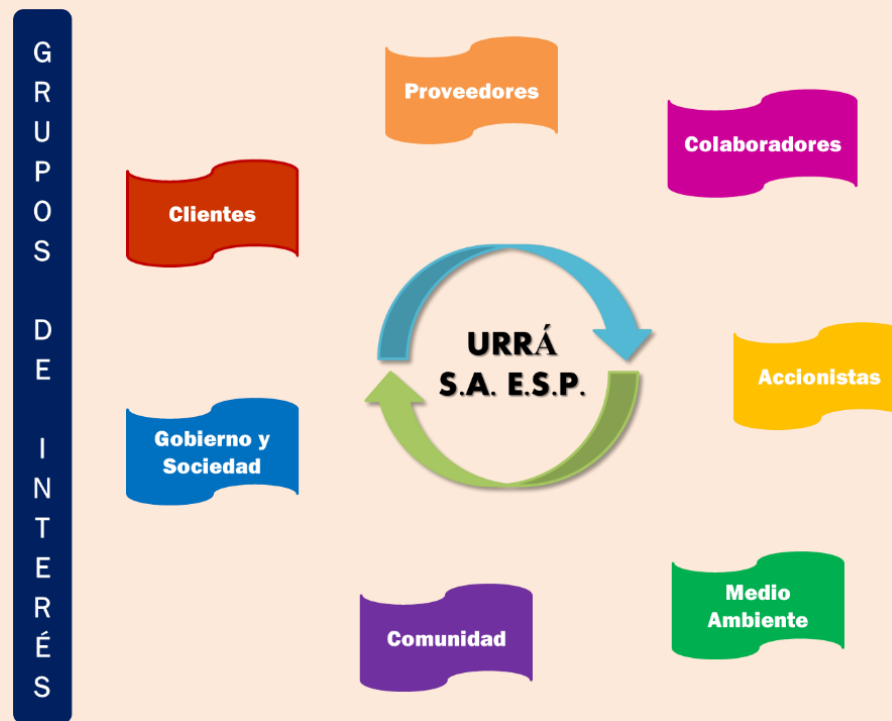 GRUPOS DE INTERÉS
Proveedores
Colaboradores
Clientes
URRÁ
S.A. E.S.P.
Accionistas
Gobierno y
Sociedad
Medio
Ambiente
Comunidad